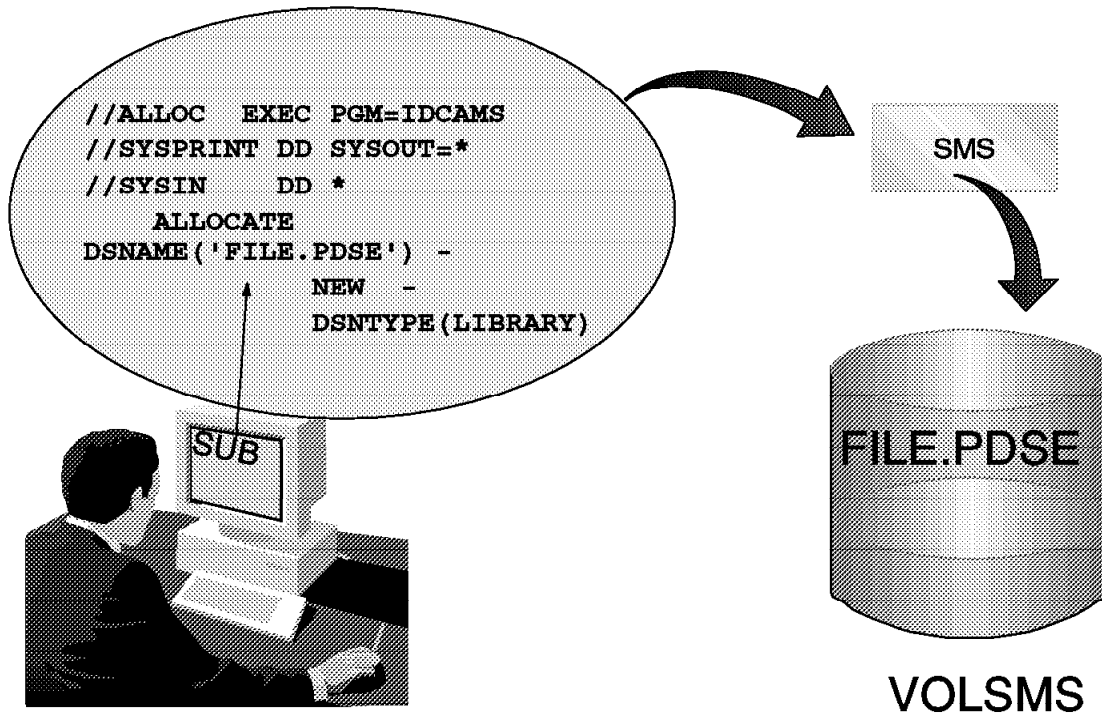 //ALLOC EXEC PGM=IDCAMS
//SYSPRINT DD SYSOUT=*
//SYSIN DD *
ALLOCATE
DSNAME('FILE.PDSE') -
NEW -
DSNTYPE(LIBRARY)
SMS
SUB
FILE.PDSE
VOLSMS